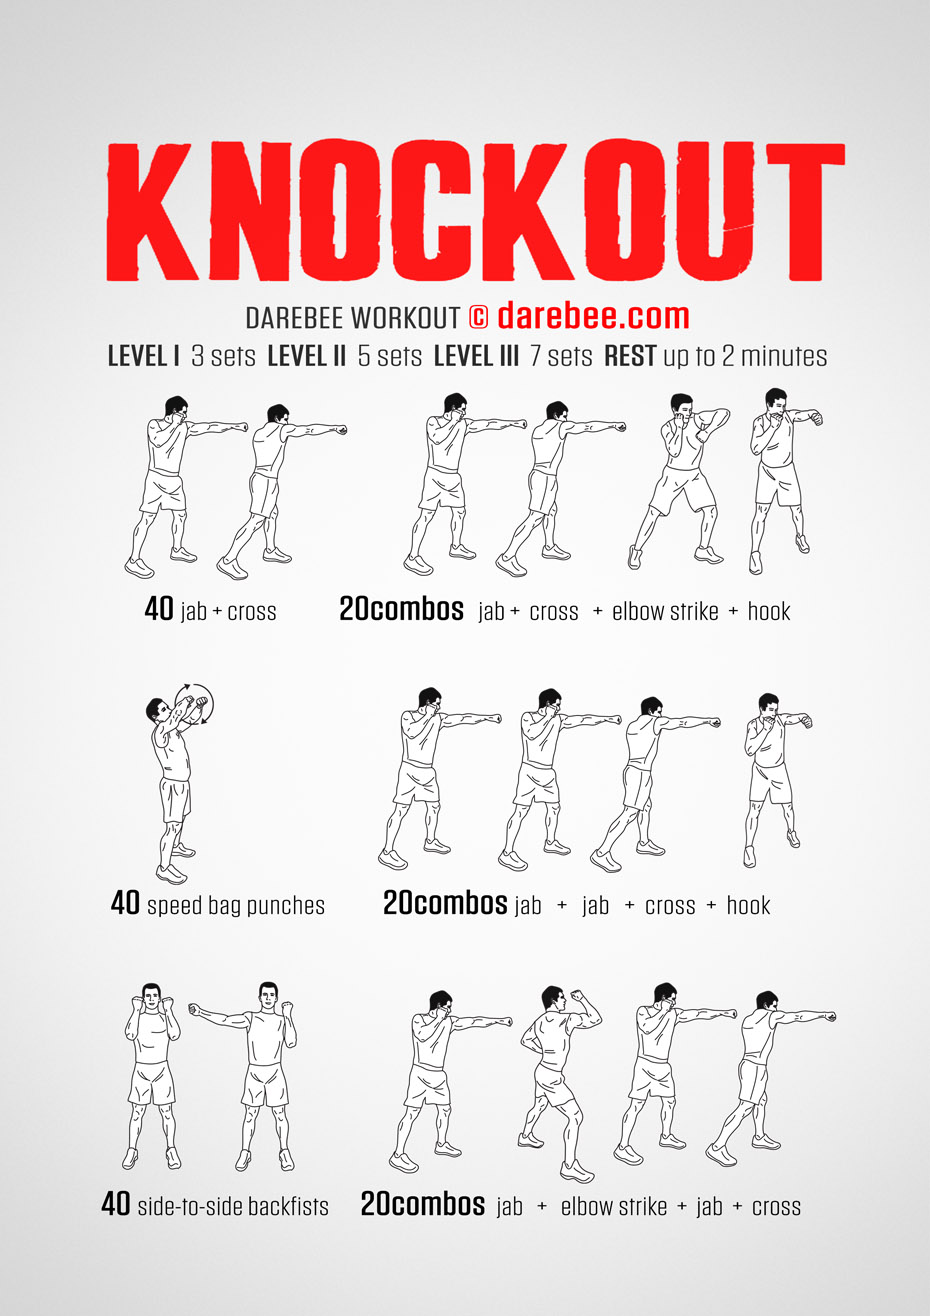 KNOCKOUT
DAREBEE WORKOUT © darebee.com
LEVEL I 3 sets LEVEL II 5 sets LEVEL III 7 sets REST up to 2 minutes
40 jab + cross
20combos jab + cross + elbow strike + hook
40 speed bag punches
20combos jab + jab + cross + hook
40 side-to-side backfists
20combos jab + elbow strike + jab + cross